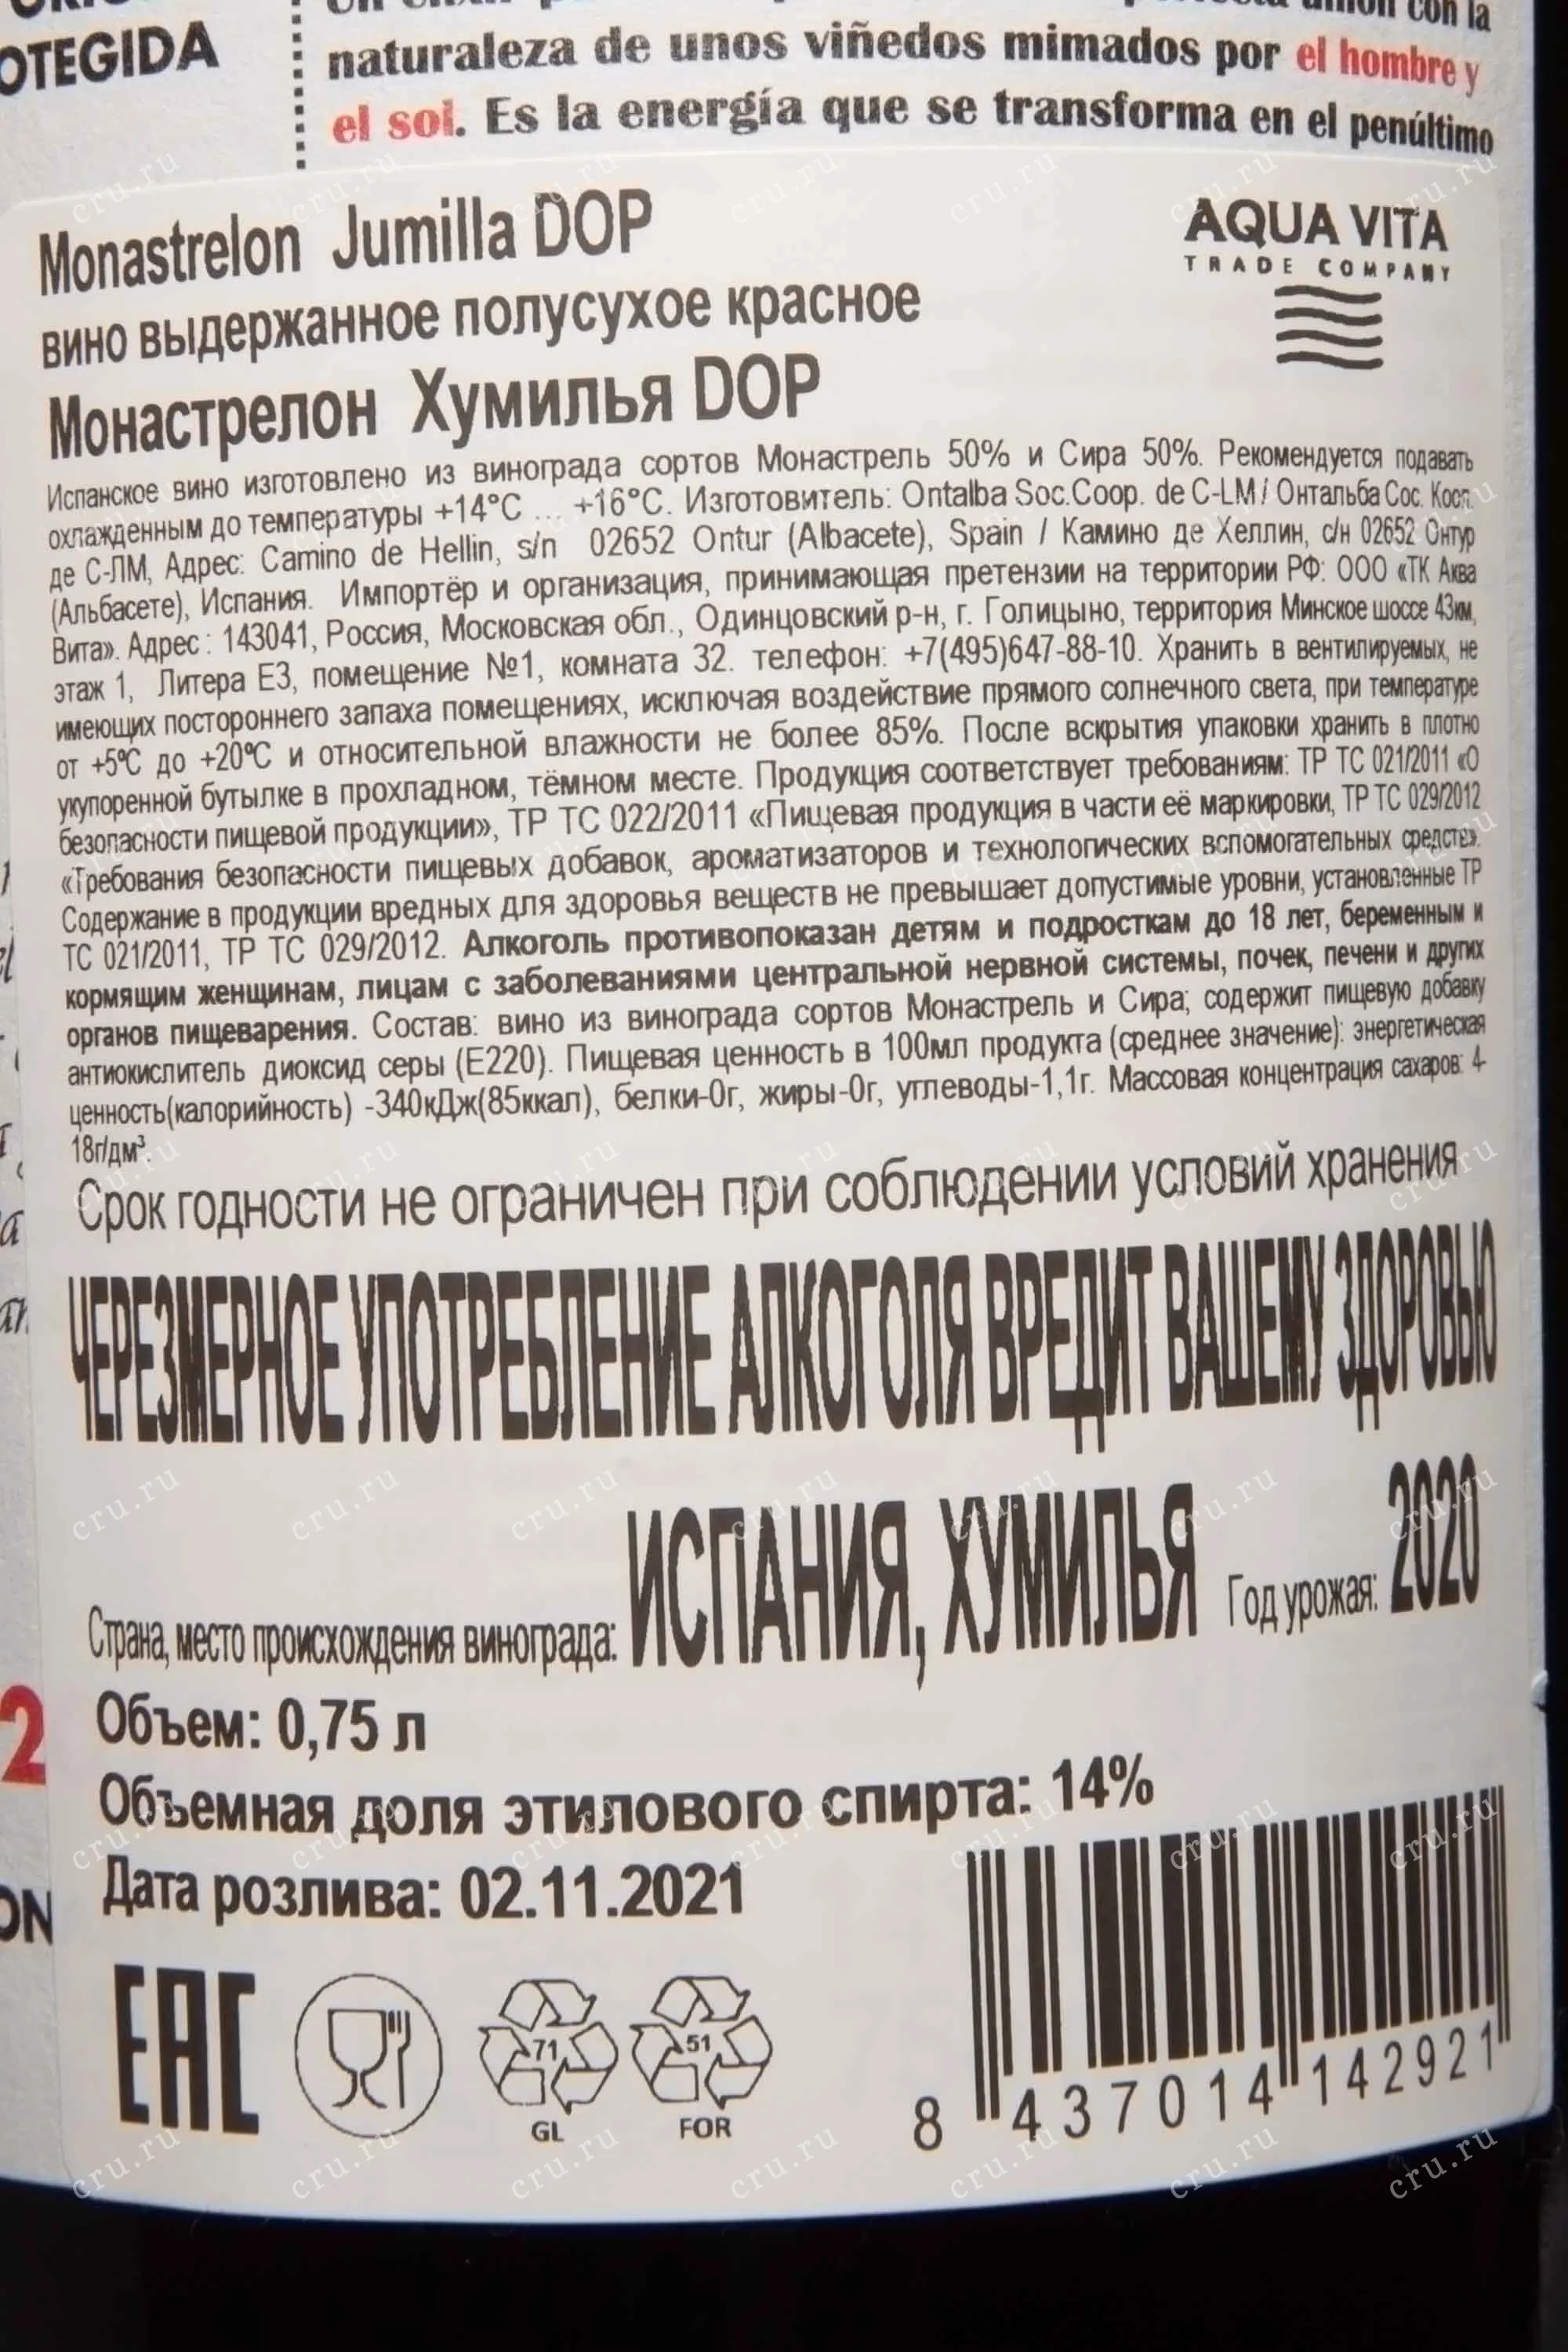 OTEGIDA
con la
naturaleza de unos viñedos mimados por el hombre y
el sol. Es la energía que se transforma en el penúltimo
Monastrelon Jumilla DOP
вино выдержанное полусухое красное
Монастрелон Хумилья DOP
AQUA VITA
TRADE COMPANY
Испанское вино изготовлено из винограда сортов Монастрель 50% и Сира 50%. Рекомендуется подавать
охлажденным до температуры +14°C ... +16°C. Изготовитель: Ontalba Soc.Coop. de C-LM / Онтальба Сос. Косп.
де С-ЛМ, Адрес: Camino de Hellin, s/n 02652 Ontur (Albacete), Spain / Камино де Хеллин, с/н 02652 Онтур
(Альбасете), Испания. Импортёр и организация, принимающая претензии на территории РФ: ООО «ТК Аква
Вита». Адрес : 143041, Россия, Московская обл., Одинцовский р-н, г. Голицыно, территория Минское шоссе 43км,
этаж 1, Литера Е3, помещение №1, комната 32. телефон: +7(495)647-88-10. Хранить в вентилируемых, не
имеющих постороннего запаха помещениях, исключая воздействие прямого солнечного света, при температуре
от +5°C до +20°C и относительной влажности не более 85%. После вскрытия упаковки хранить в плотно
укупоренной бутылке в прохладном, тёмном месте. Продукция соответствует требованиям: ТР ТС 021/2011 «О
безопасности пищевой продукции», ТР ТС 022/2011 «Пищевая продукция в части её маркировки, ТР ТС 029/2012
«Требования безопасности пищевых добавок, ароматизаторов и технологических вспомогательных средств».
Содержание в продукции вредных для здоровья веществ не превышает допустимые уровни, установленные ТР
ТС 021/2011, ТР ТС 029/2012. Алкоголь противопоказан детям и подросткам до 18 лет, беременным и
кормящим женщинам, лицам с заболеваниями центральной нервной системы, почек, печени и других
органов пищеварения. Состав: вино из винограда сортов Монастрель и Сира; содержит пищевую добавку
антиокислитель диоксид серы (Е220). Пищевая ценность в 100мл продукта (среднее значение): энергетическая
ценность(калорийность) -340кДж(85ккал), белки-0г, жиры-0г, углеводы-1,1г. Массовая концентрация сахаров: 4-
18г/дм³.
Срок годности не ограничен при соблюдении условий хранения
ЧЕРЕЗМЕРНОЕ УПОТРЕБЛЕНИЕ АЛКОГОЛЯ ВРЕДИТ ВАШЕМУ ЗДОРОВЬЮ
Страна, место происхождения винограда: ИСПАНИЯ, ХУМИЛЬЯ Год урожая: 2020
Объем: 0,75 л
Объемная доля этилового спирта: 14%
Дата розлива: 02.11.2021
EAC
71
GL
51
FOR
8 437014 142921
cru.ru